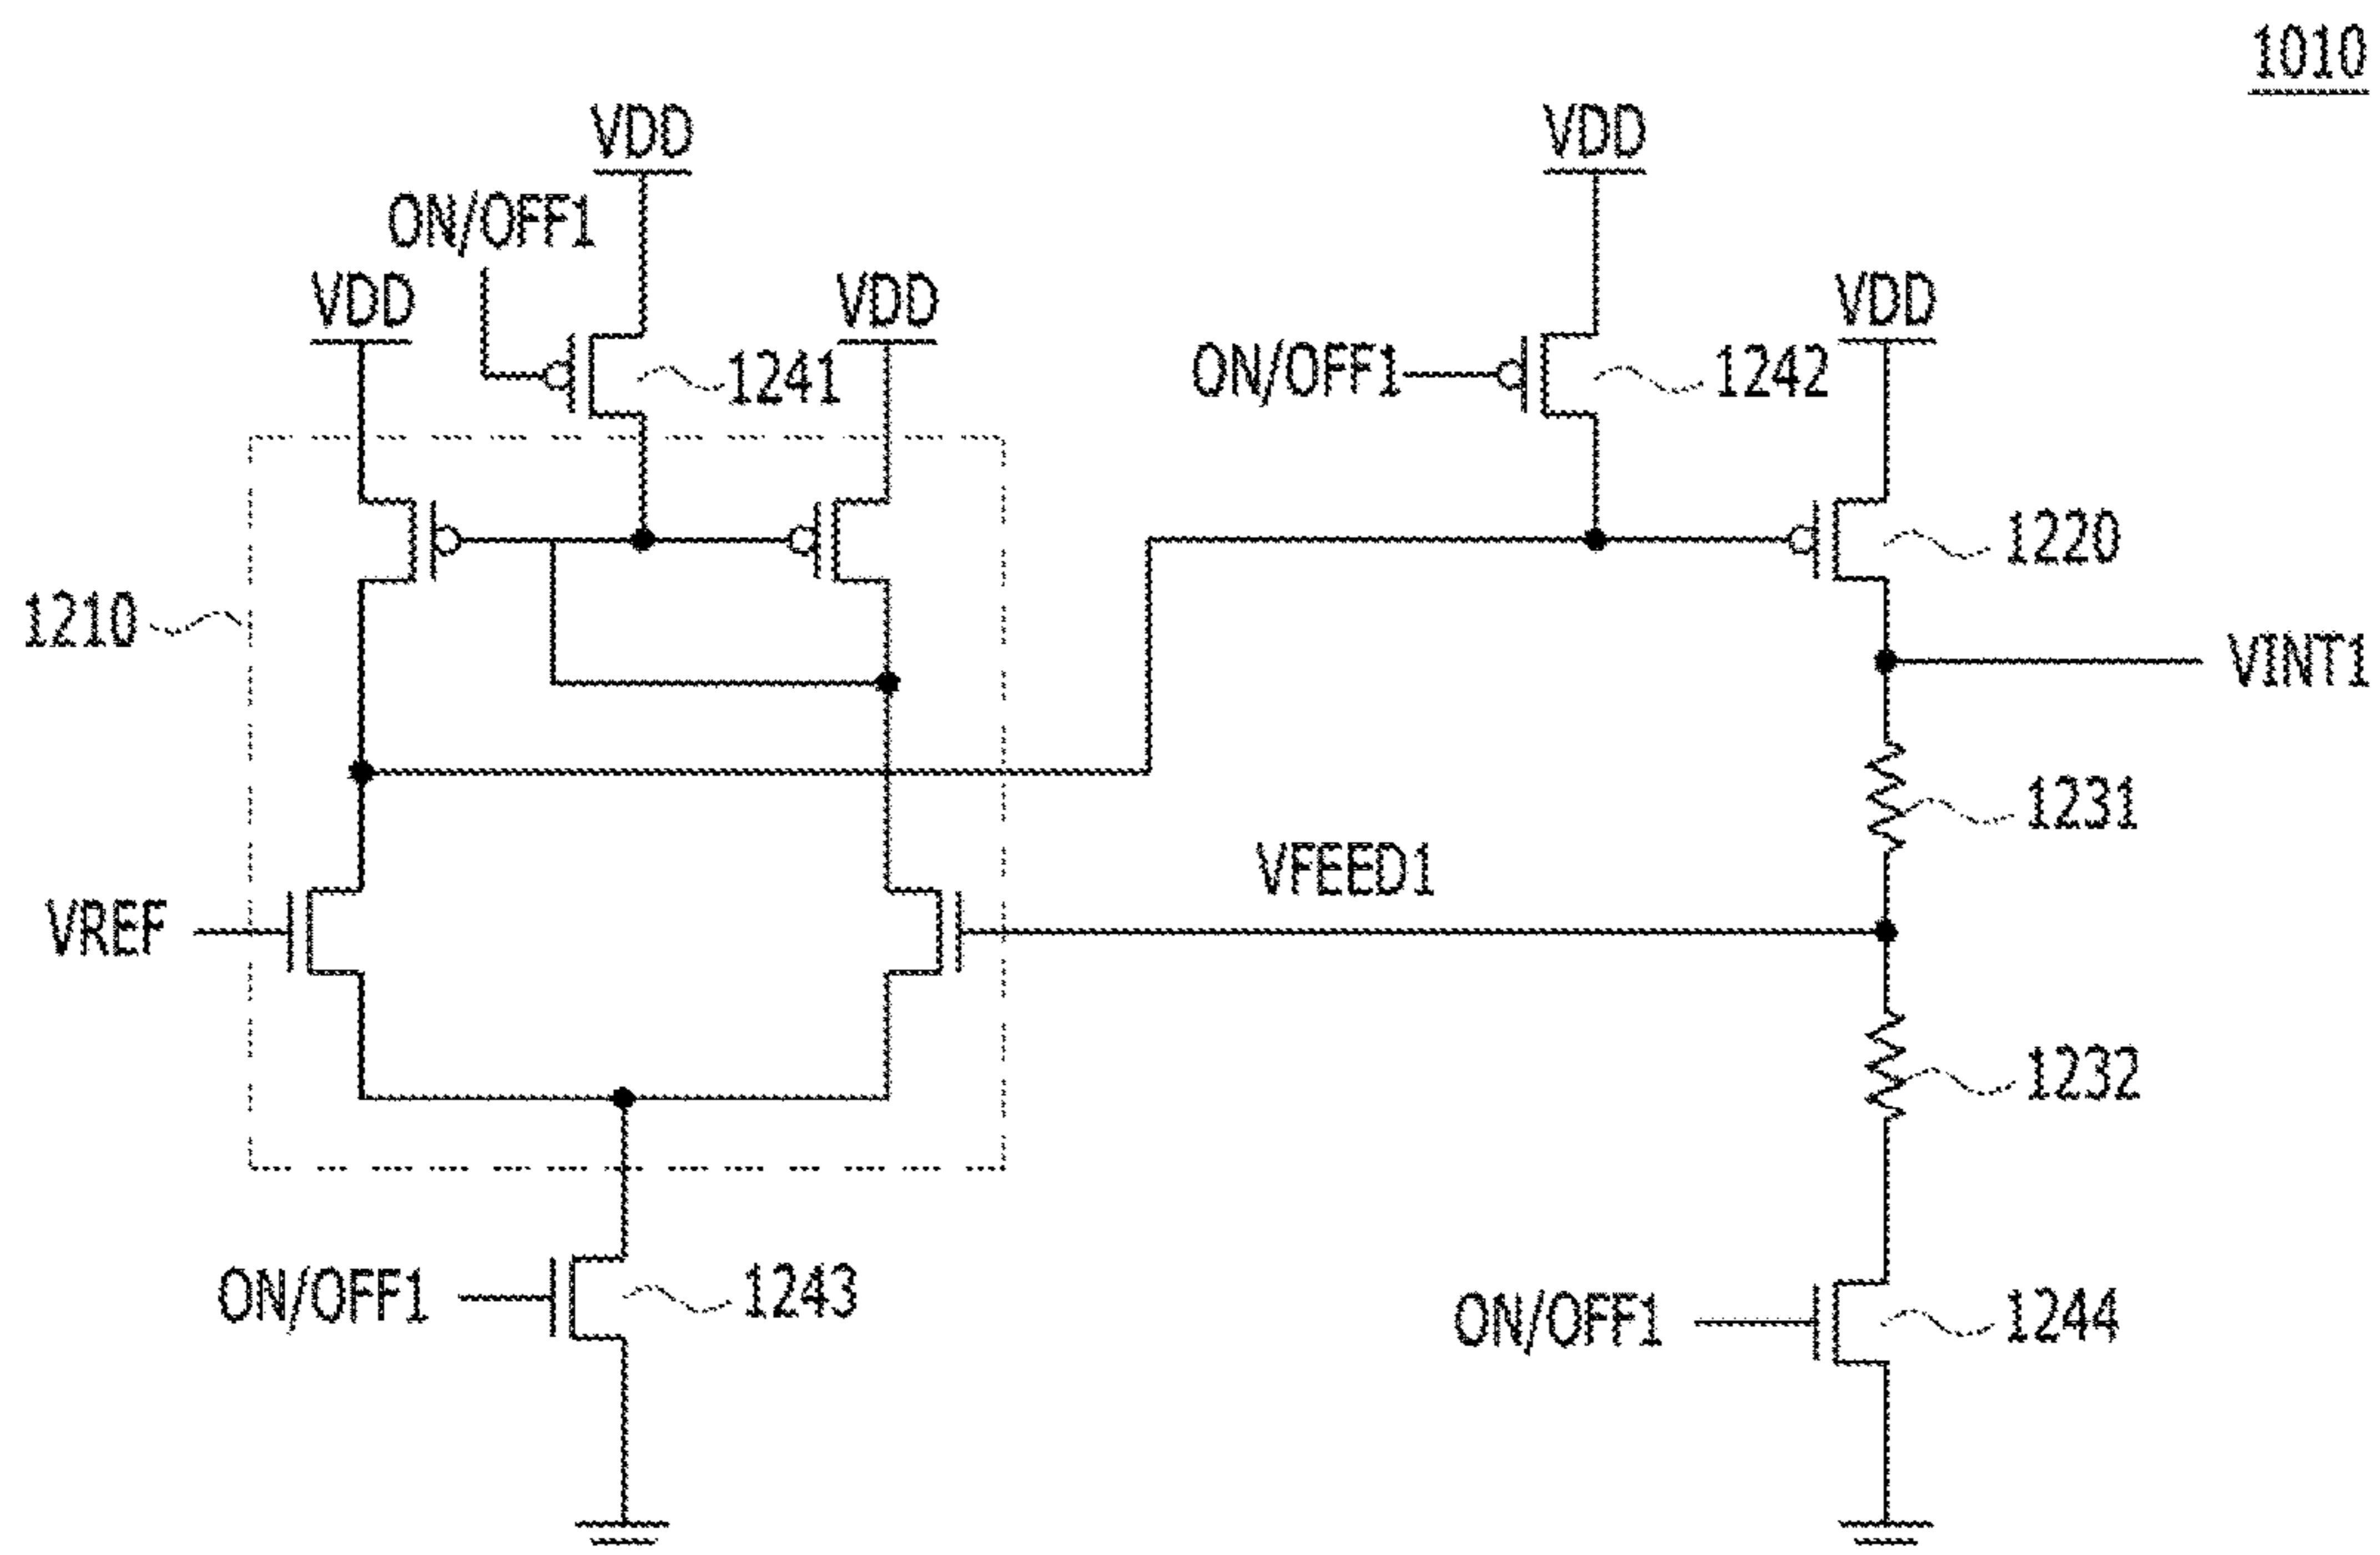 1010
VDD
VDD
ON/OFF1
VDD
VDD
VDD
ON/OFF1
1241
1242
1220
1210
VINT1
1231
VFEED1
VREF
1232
ON/OFF1
1243
ON/OFF1
1244